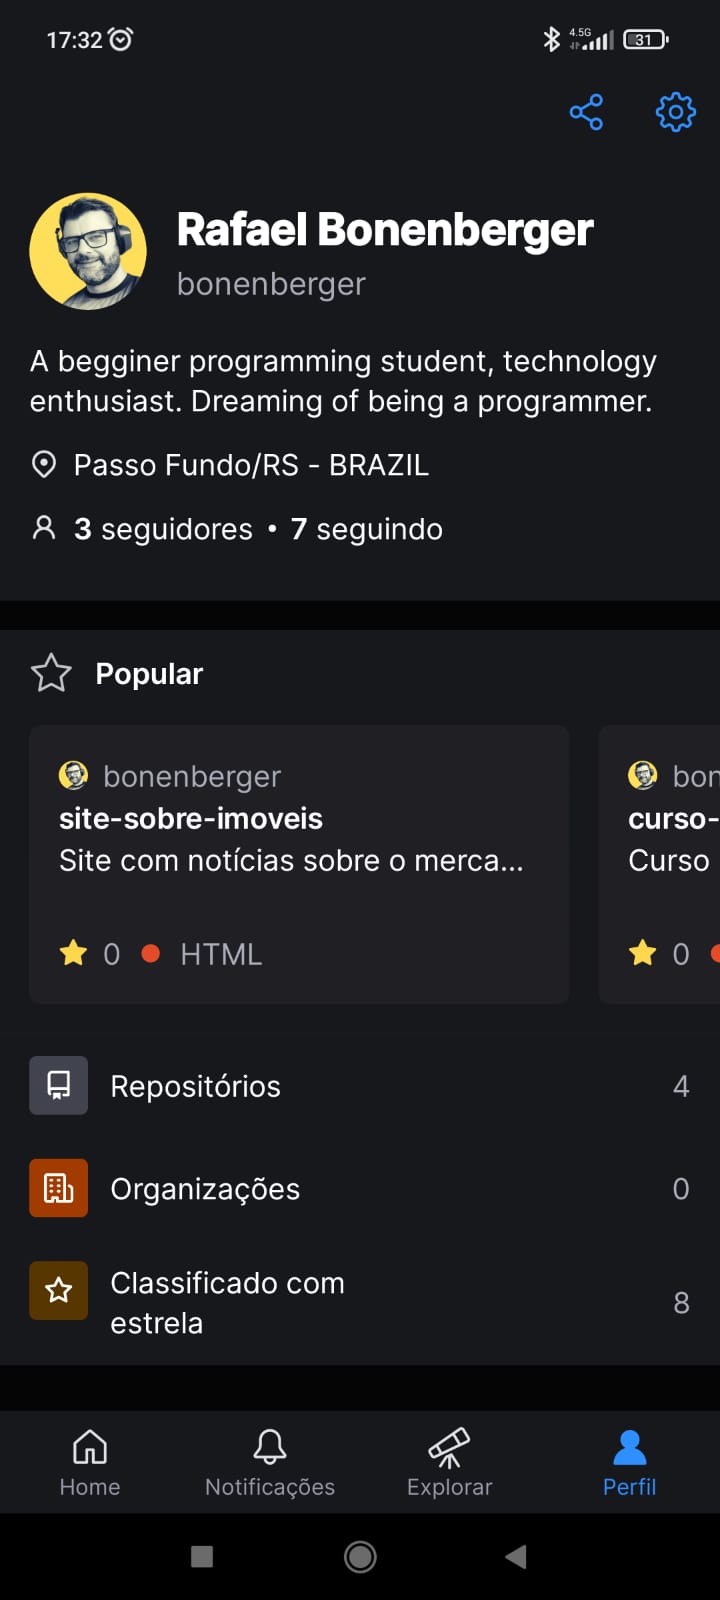 17:32
4.5G
31
Rafael Bonenberger
bonenberger
A begginer programming student, technology
enthusiast. Dreaming of being a programmer.
Passo Fundo/RS - BRAZIL
3 seguidores • 7 seguindo
Popular
bonenberger
site-sobre-imoveis
Site com notícias sobre o merca...
0 HTML
bon
curso-
Curso
0
Repositórios 4
Organizações 0
Classificado com
estrela
8
Home Notificações Explorar Perfil